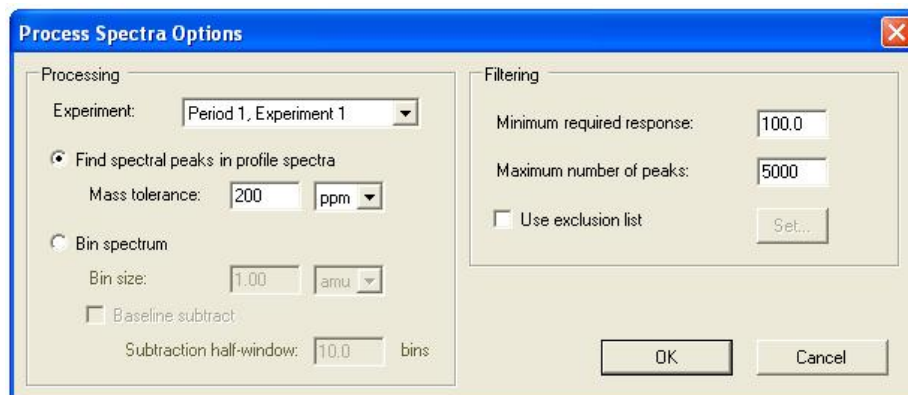 Process Spectra Options
Processing
Experiment: Period 1, Experiment 1
Find spectral peaks in profile spectra
Mass tolerance: 200 ppm
Bin spectrum
Bin size: 1.00 amu
Baseline subtract
Subtraction half-window: 10.0 bins
Filtering
Minimum required response: 100.0
Maximum number of peaks: 5000
Use exclusion list Set...
OK Cancel